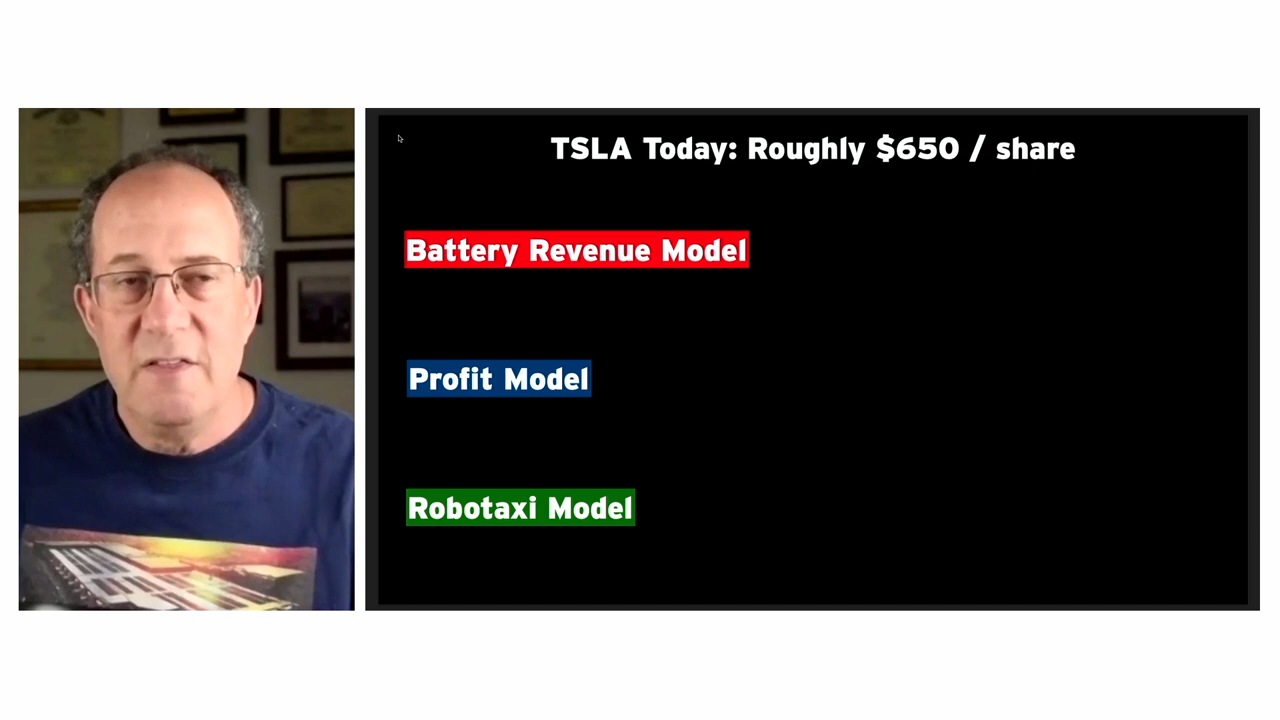 TSLA Today: Roughly $650 / share
Battery Revenue Model
Profit Model
Robotaxi Model